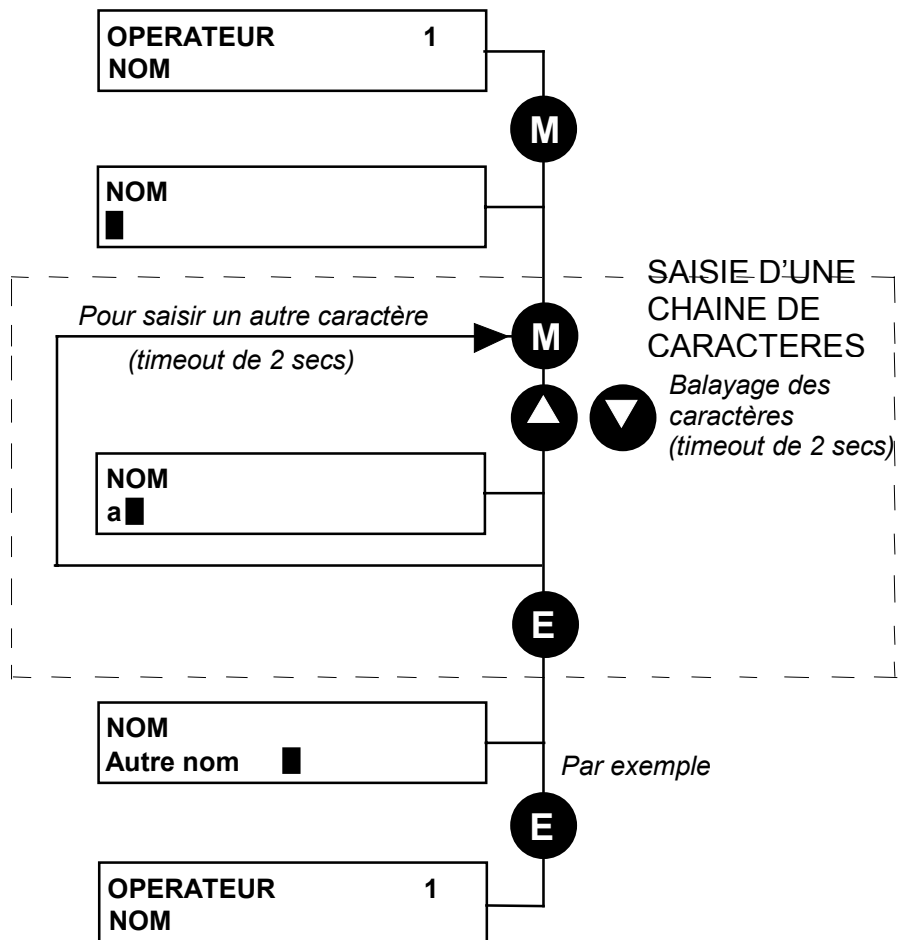 OPERATEUR 1
NOM
M
NOM
SAISIE D'UNE
CHAINE DE
CARACTERES
Pour saisir un autre caractère
(timeout de 2 secs)
M
Balayage des
caractères
(timeout de 2 secs)
NOM
a
E
NOM
Autre nom
Par exemple
E
OPERATEUR 1
NOM